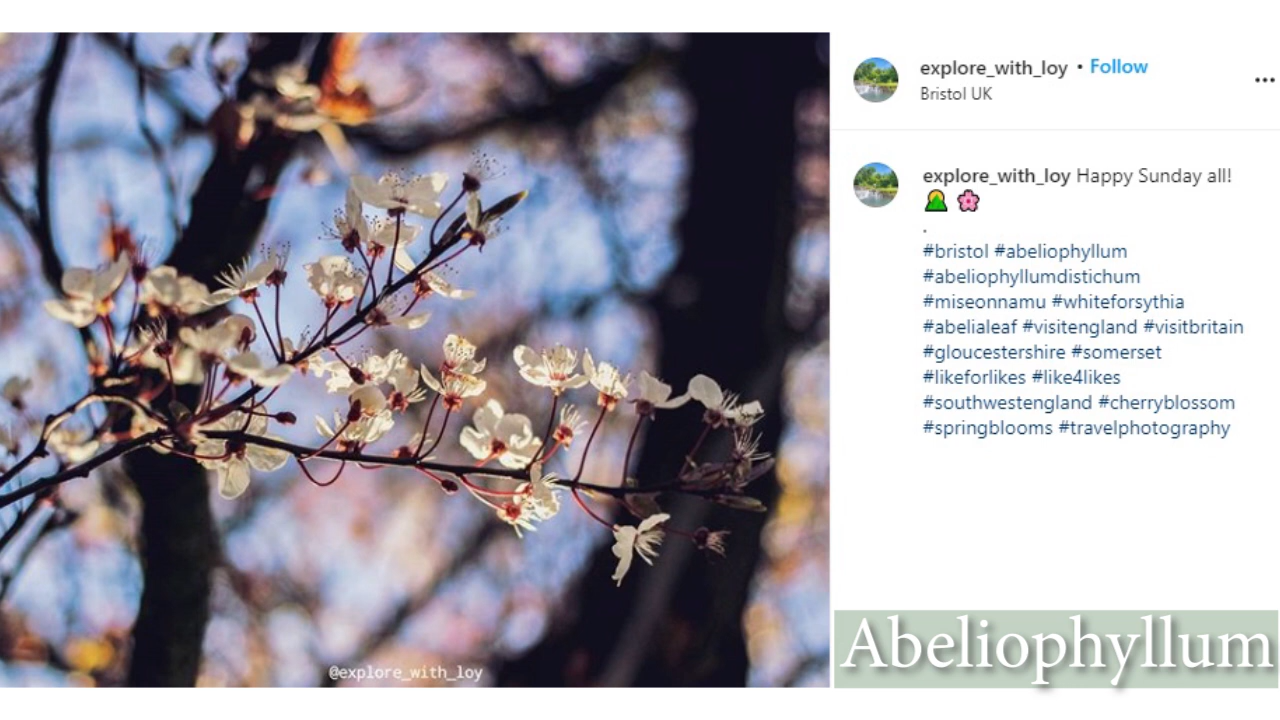 explore_with_loy • Follow
Bristol UK
explore_with_loy Happy Sunday all!
.
#bristol #abeliophyllum
#abeliophyllumdistichum
#miseonnamu #whiteforsythia
#abelialeaf #visitengland #visitbritain
#gloucestershire #somerset
#likeforlikes #like4likes
#southwestengland #cherryblossom
#springblooms #travelphotography
Abeliophyllum
@explore_with_loy